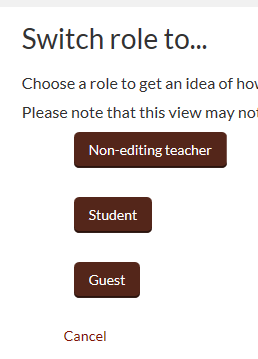 Switch role to...
Choose a role to get an idea of how
Please note that this view may not
Non-editing teacher
Student
Guest
Cancel